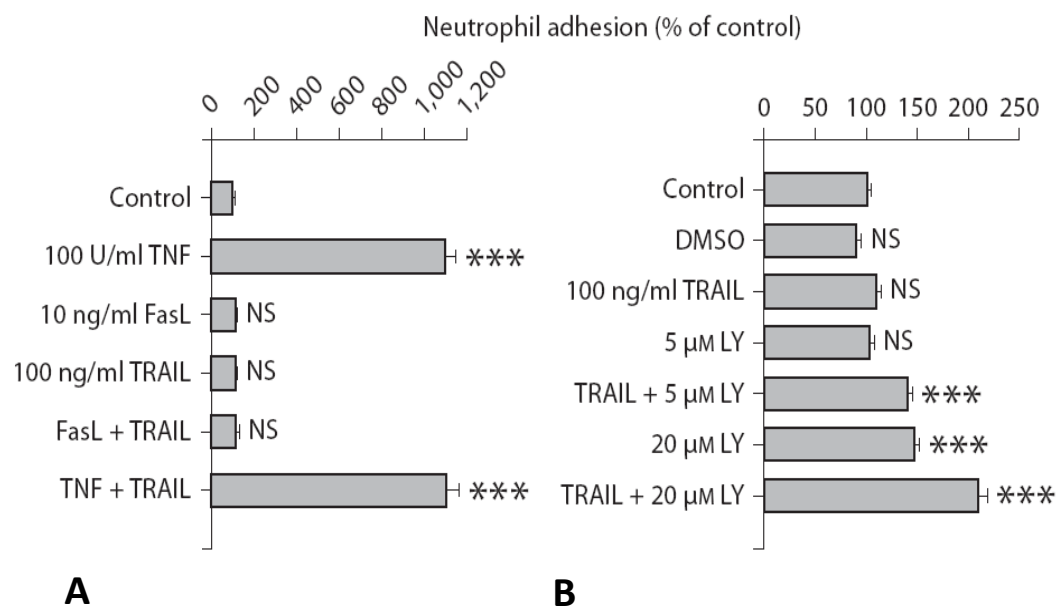 Neutrophil adhesion (% of control)
0 200 400 600 800 1,000 1,200
Control
100 U/ml TNF ***
10 ng/ml FasL NS
100 ng/ml TRAIL NS
FasL + TRAIL NS
TNF + TRAIL ***
A
0 50 100 150 200 250
Control
DMSO NS
100 ng/ml TRAIL NS
5 µM LY NS
TRAIL + 5 µM LY ***
20 µM LY ***
TRAIL + 20 µM LY ***
B